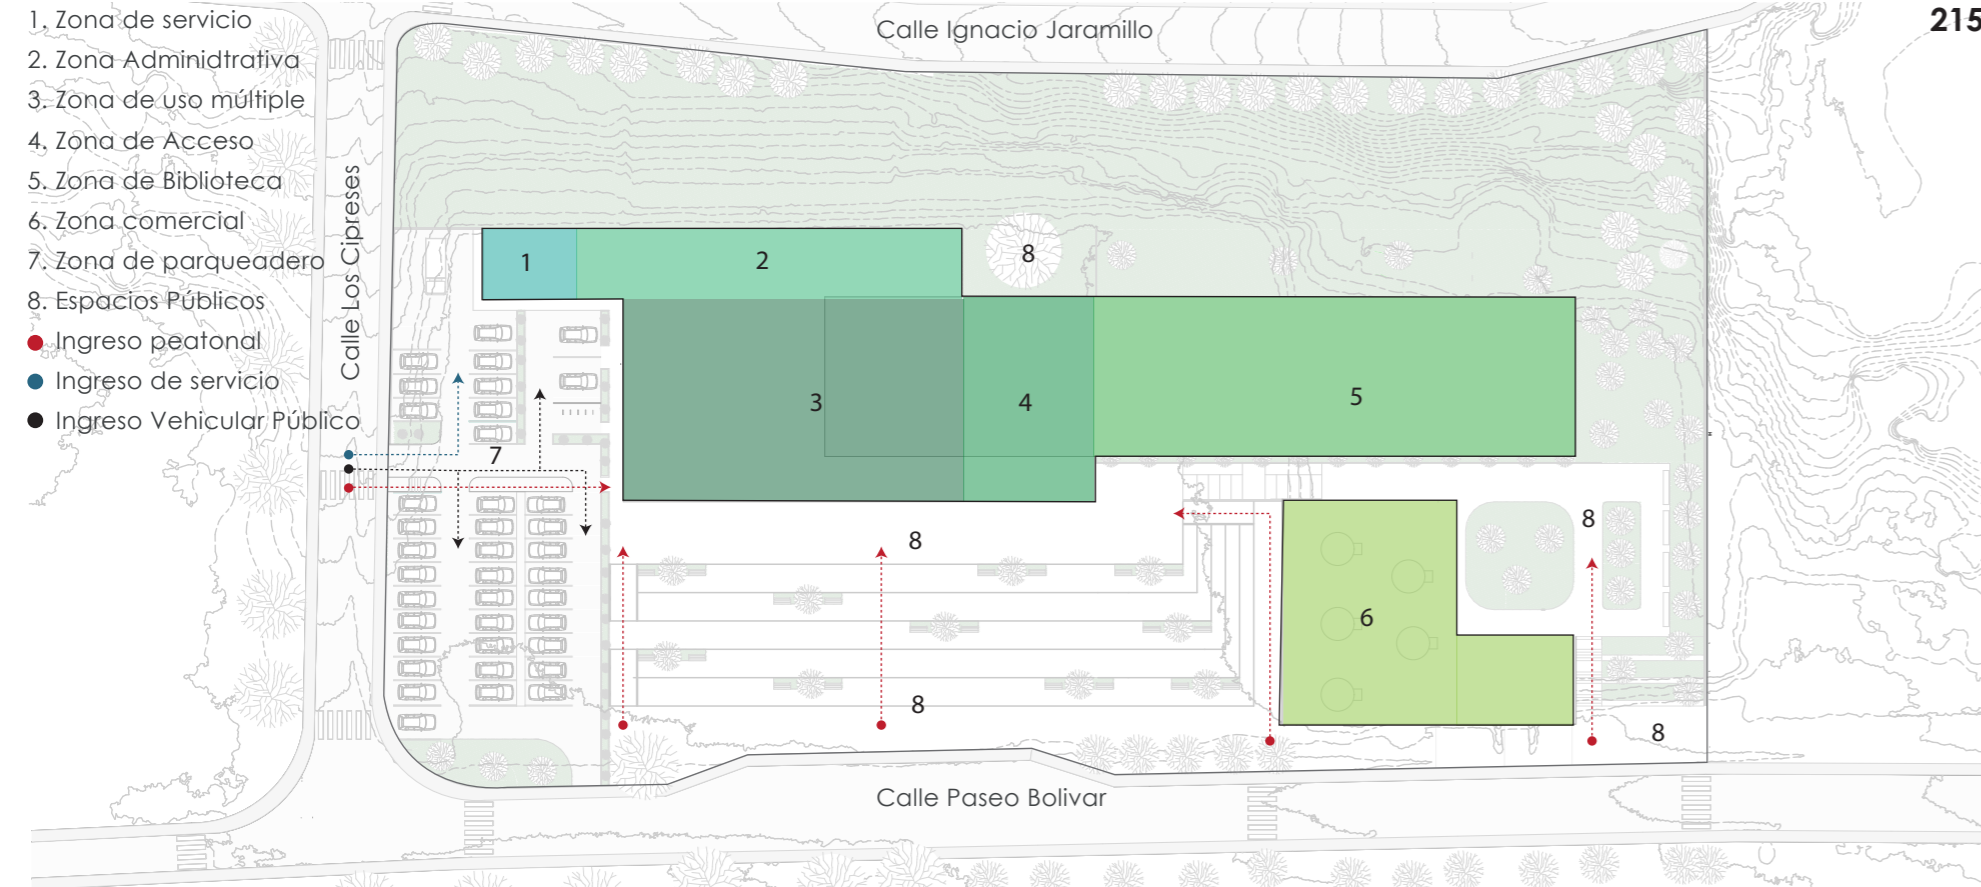 1. Zona de servicio
2. Zona Adminidtrativa
3. Zona de uso múltiple
4. Zona de Acceso
5. Zona de Biblioteca
6. Zona comercial
7. Zona de parqueadero
8. Espacios Públicos
Ingreso peatonal
Ingreso de servicio
Ingreso Vehicular Público
Calle Los Cipreses
Calle Ignacio Jaramillo
215
1
2
8
3
4
5
7
8
8
6
8
8
Calle Paseo Bolivar